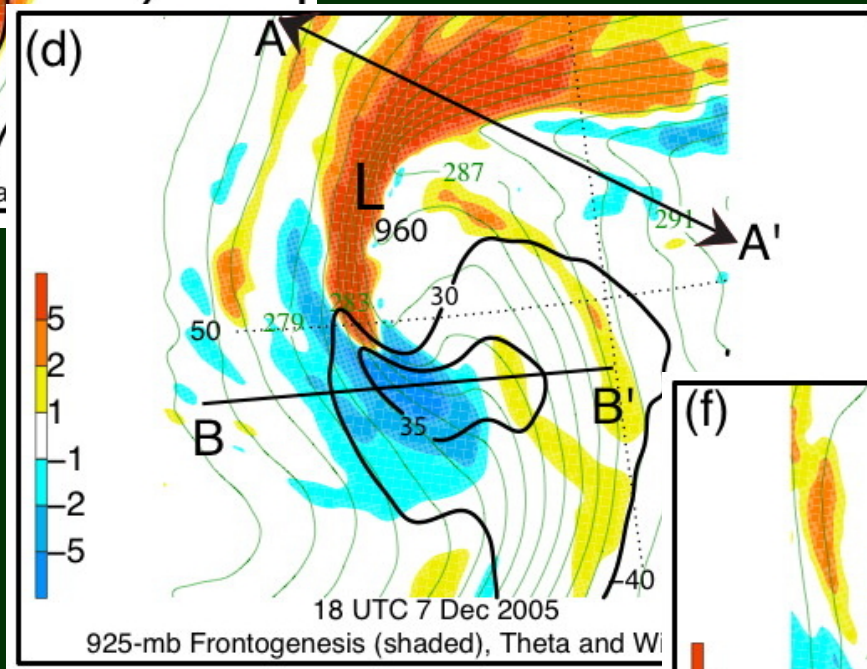 (d)
A
287
L
960
291
A'
30
283
50
279
5
2
1
-1
-2
-5
B'
(f)
B
35
-40
18 UTC 7 Dec 2005
925-mb Frontogenesis (shaded), Theta and Wi